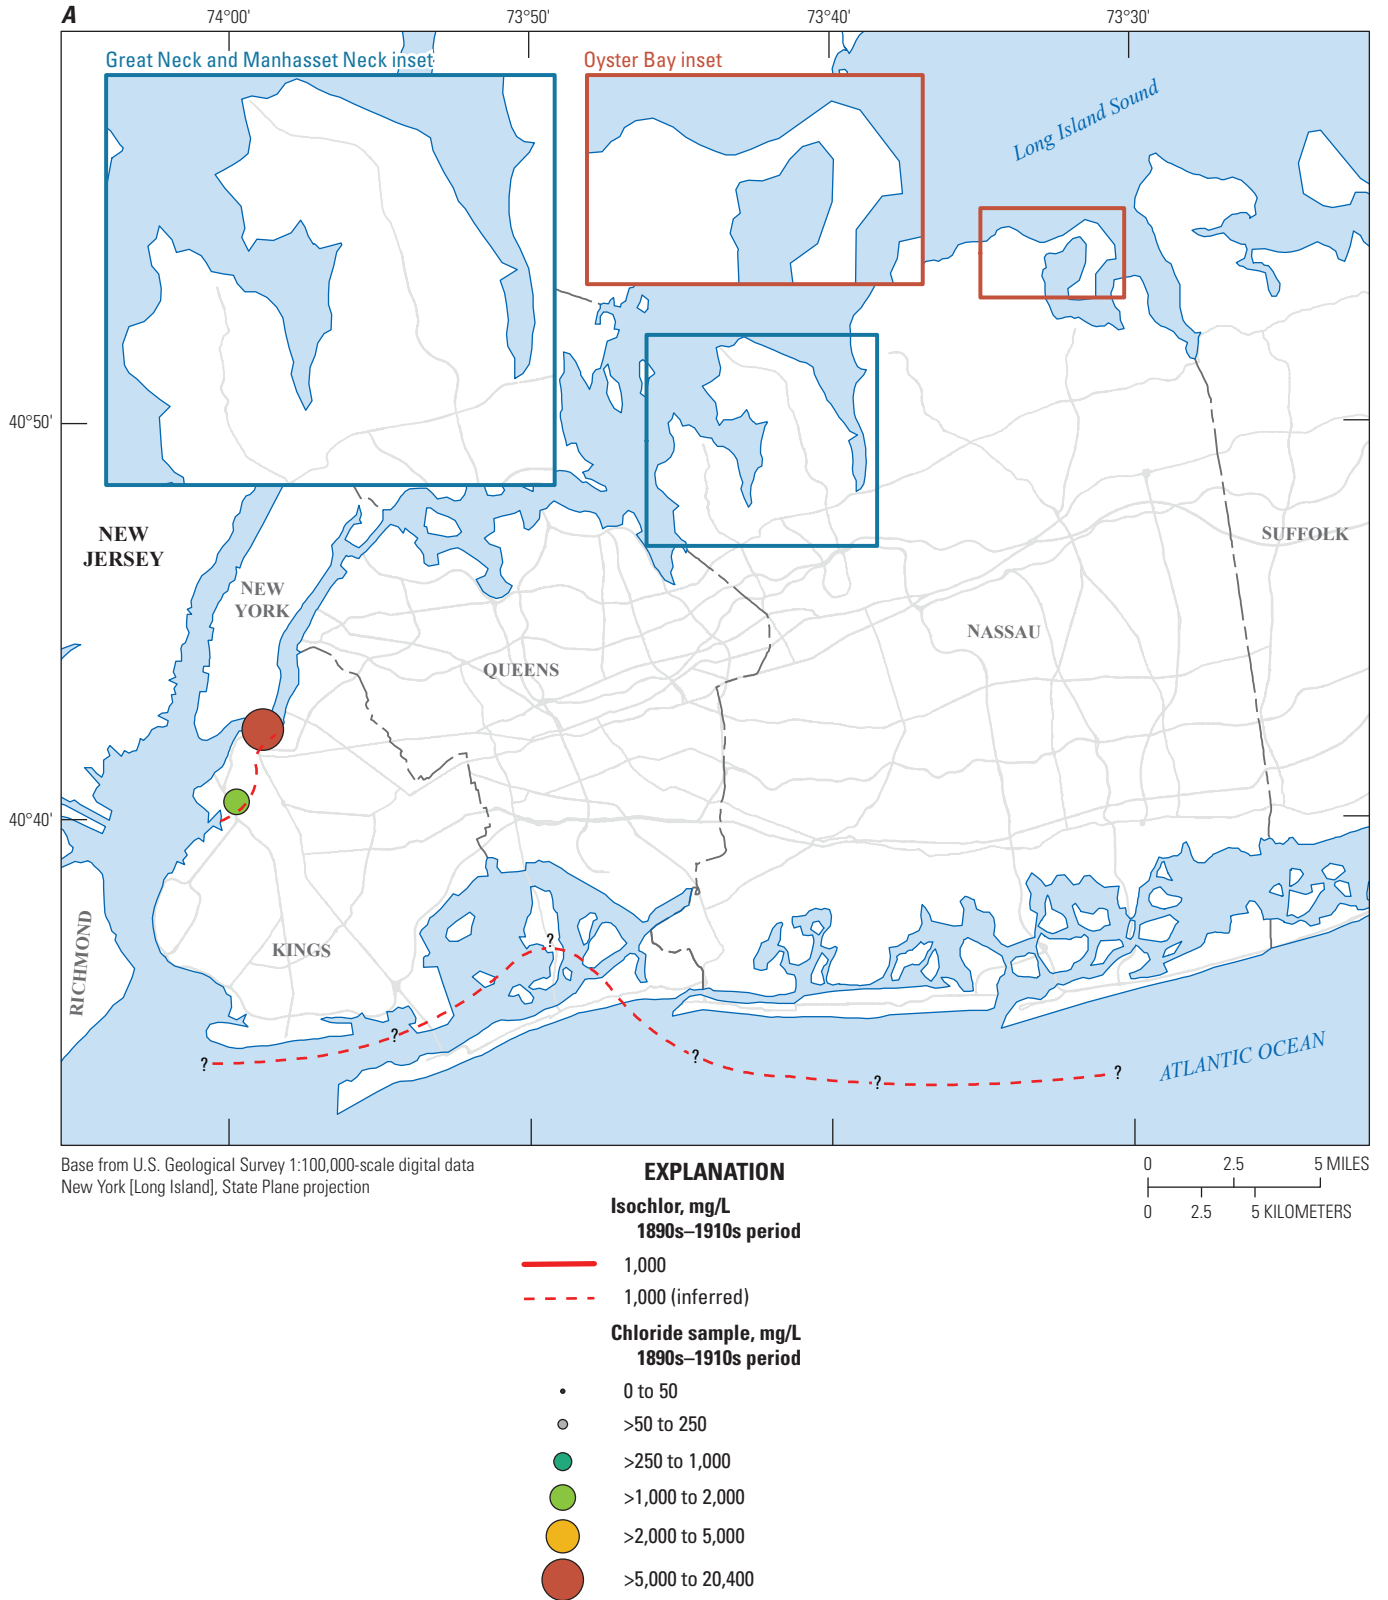 A
74°00'
73°50'
73°40'
73°30'
Great Neck and Manhasset Neck inset
Oyster Bay inset
Long Island Sound
40°50'
NEW
JERSEY
NEW
YORK
SUFFOLK
NASSAU
QUEENS
40°40'
RICHMOND
KINGS
?
?
?
?
?
?
ATLANTIC OCEAN
Base from U.S. Geological Survey 1:100,000-scale digital data
New York [Long Island], State Plane projection
0 2.5 5 MILES
0 2.5 5 KILOMETERS
EXPLANATION
Isochlor, mg/L
1890s–1910s period
1,000
1,000 (inferred)
Chloride sample, mg/L
1890s–1910s period
0 to 50
>50 to 250
>250 to 1,000
>1,000 to 2,000
>2,000 to 5,000
>5,000 to 20,400